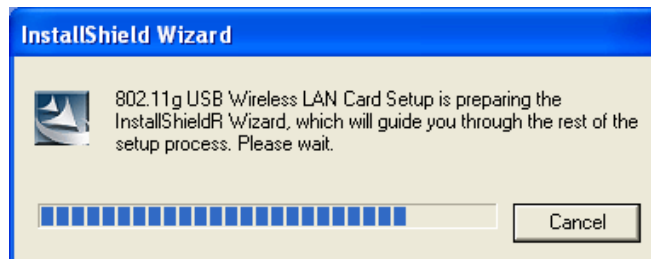 InstallShield Wizard
802.11g USB Wireless LAN Card Setup is preparing the
InstallShieldR Wizard, which will guide you through the rest of the
setup process. Please wait.
Cancel